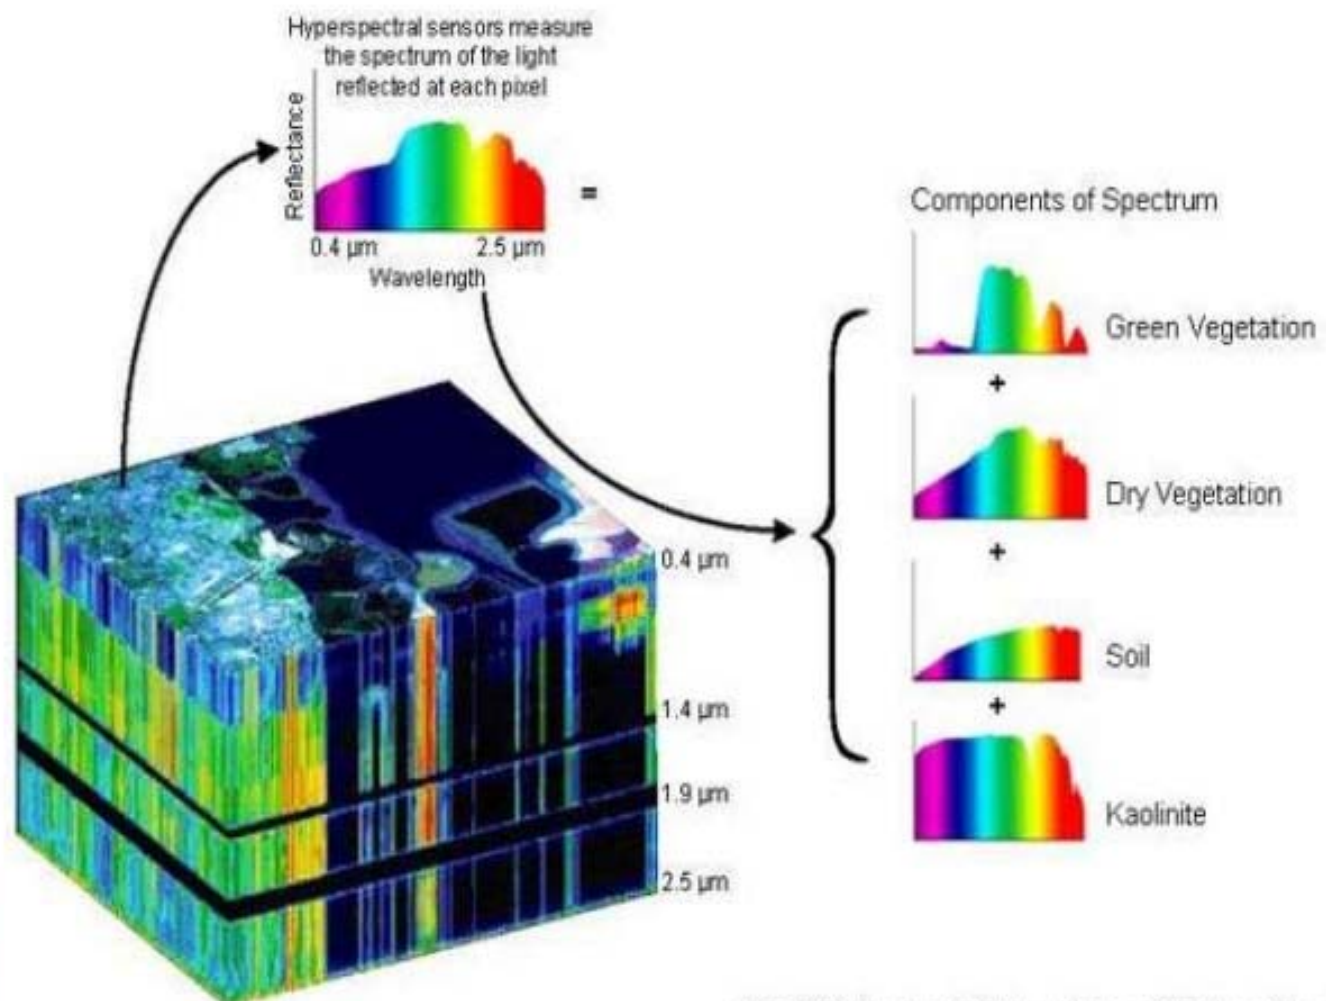 Hyperspectral sensors measure
the spectrum of the light
reflected at each pixel
Reflectance
=
0.4 µm 2.5 µm
Wavelength
Components of Spectrum
Green Vegetation
+
Dry Vegetation
+
Soil
+
Kaolinite
0.4 µm
1.4 µm
1.9 µm
2.5 µm